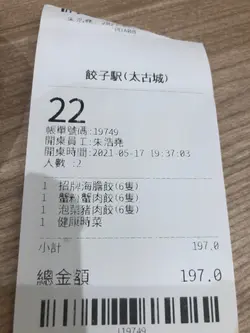 餃子駅(太古城)
22
帳單號碼:19749
開桌員工:朱浩堯
開桌時間:2021-05-17 19:37:03
人數 :2
1 招牌海膽餃(6隻)
1 蟹籽蟹肉餃(6隻)
1 泡菜豬肉餃(6隻)
1 健康時菜
小計 197.0
總金額 197.0
i19749